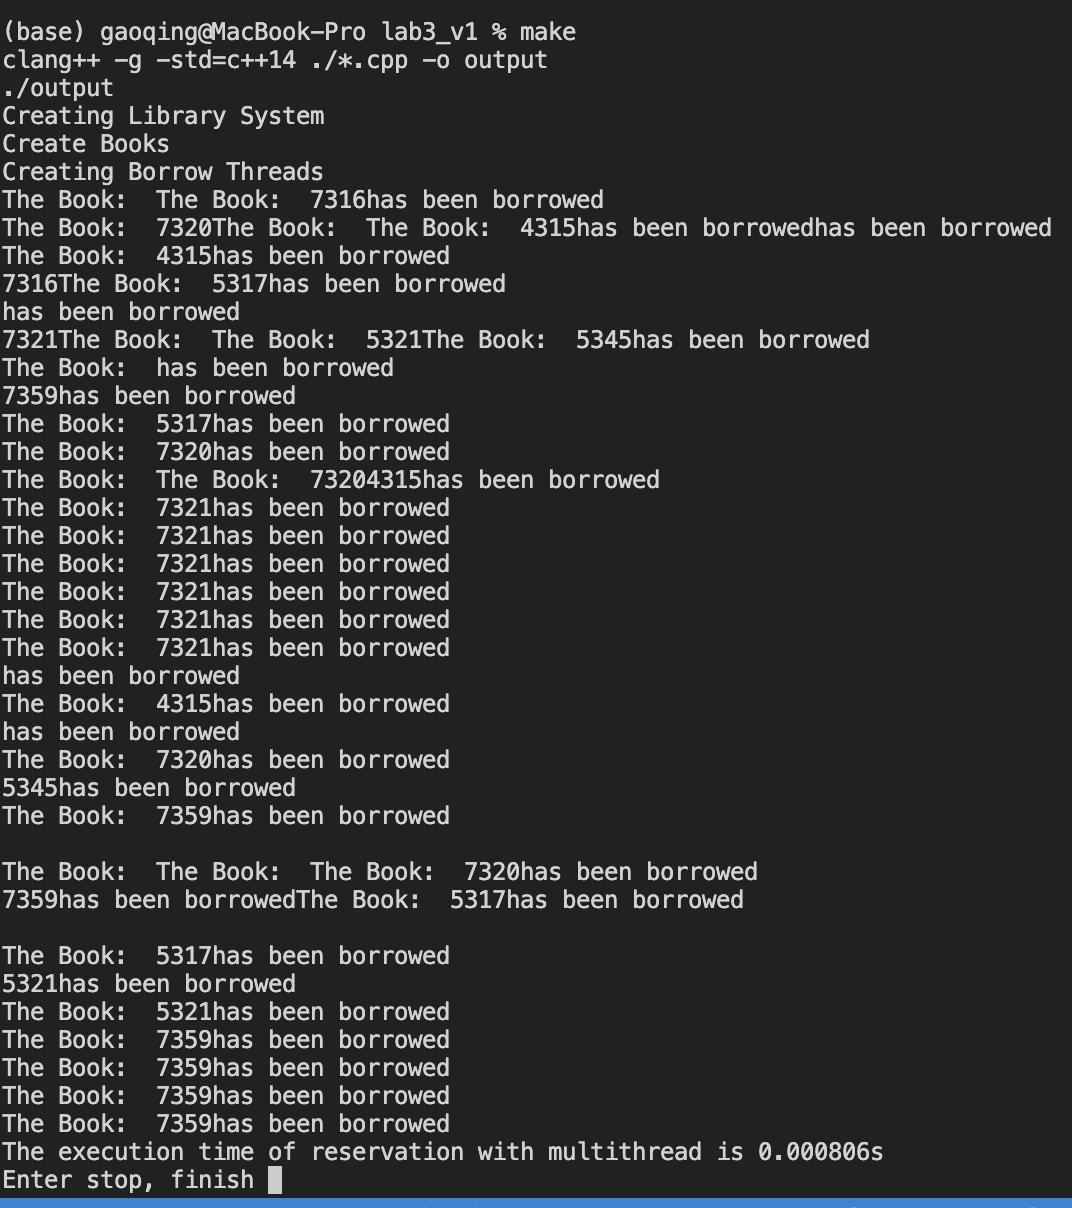 (base) gaoqing@MacBook-Pro lab3_v1 % make
clang++ -g -std=c++14 ./*.cpp -o output
./output
Creating Library System
Create Books
Creating Borrow Threads
The Book:  The Book:  7316has been borrowed
The Book:  7320The Book:  The Book:  4315has been borrowedhas been borrowed
The Book:  4315has been borrowed
7316The Book:  5317has been borrowed
has been borrowed
7321The Book:  The Book:  5321The Book:  5345has been borrowed
The Book:  has been borrowed
7359has been borrowed
The Book:  5317has been borrowed
The Book:  7320has been borrowed
The Book:  The Book:  73204315has been borrowed
The Book:  7321has been borrowed
The Book:  7321has been borrowed
The Book:  7321has been borrowed
The Book:  7321has been borrowed
The Book:  7321has been borrowed
The Book:  7321has been borrowed
has been borrowed
The Book:  4315has been borrowed
has been borrowed
The Book:  7320has been borrowed
5345has been borrowed
The Book:  7359has been borrowed
The Book:  The Book:  The Book:  7320has been borrowed
7359has been borrowedThe Book:  5317has been borrowed
The Book:  5317has been borrowed
5321has been borrowed
The Book:  5321has been borrowed
The Book:  7359has been borrowed
The Book:  7359has been borrowed
The Book:  7359has been borrowed
The Book:  7359has been borrowed
The execution time of reservation with multithread is 0.000806s
Enter stop, finish